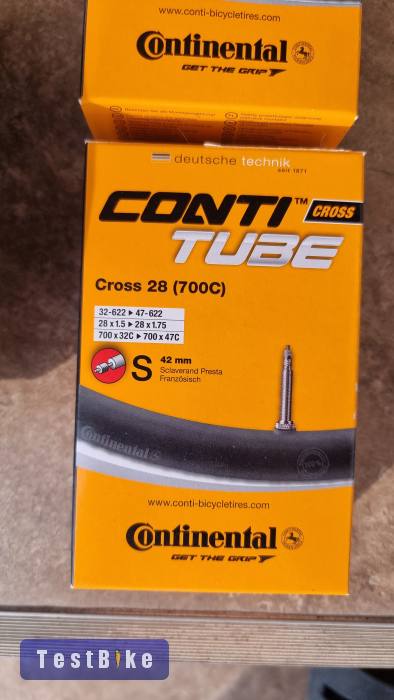 www.conti-bicycletires.com
Continental
GET THE GRIP
deutsche technik
seit 1871
CONTI™ CROSS
TUBE
Cross 28 (700C)
32-622 ▸ 47-622
28 x 1.5 ▸ 28 x 1.75
700 x 32C ▸ 700 x 47C
S 42 mm
Sclaverand Presta
Französisch
Continental
100%
www.conti-bicycletires.com
Continental
GET THE GRIP
TestBike